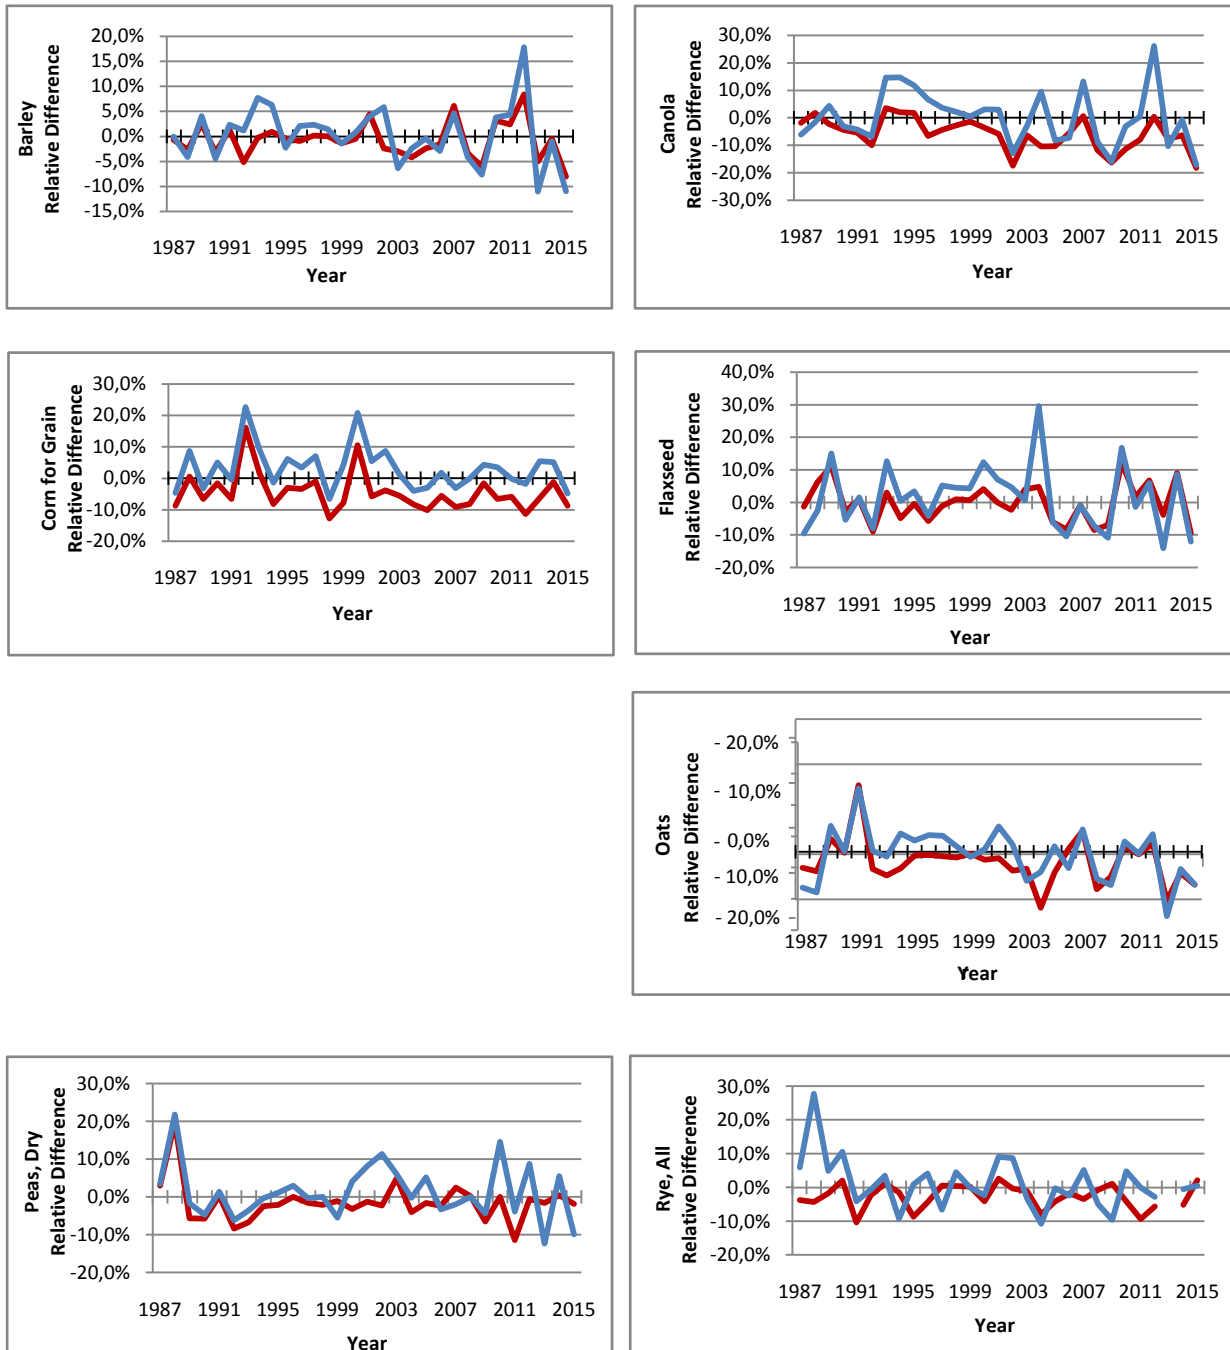 Barley
Relative Difference
20,0%
15,0%
10,0%
5,0%
0,0%
-5,0%
-10,0%
-15,0%
1987 1991 1995 1999 2003 2007 2011 2015
Year
Canola
Relative Difference
30,0%
20,0%
10,0%
0,0%
-10,0%
-20,0%
-30,0%
1987 1991 1995 1999 2003 2007 2011 2015
Year
Corn for Grain
Relative Difference
30,0%
20,0%
10,0%
0,0%
-10,0%
-20,0%
1987 1991 1995 1999 2003 2007 2011 2015
Year
Flaxseed
Relative Difference
40,0%
30,0%
20,0%
10,0%
0,0%
-10,0%
-20,0%
1987 1991 1995 1999 2003 2007 2011 2015
Year
Oats
Relative Difference
- 20,0%
- 10,0%
- 0,0%
- 10,0%
- 20,0%
1987 1991 1995 1999 2003 2007 2011 2015
Year
Peas, Dry
Relative Difference
30,0%
20,0%
10,0%
0,0%
-10,0%
-20,0%
1987 1991 1995 1999 2003 2007 2011 2015
Year
Rye, All
Relative Difference
30,0%
20,0%
10,0%
0,0%
-10,0%
-20,0%
1987 1991 1995 1999 2003 2007 2011 2015
Year